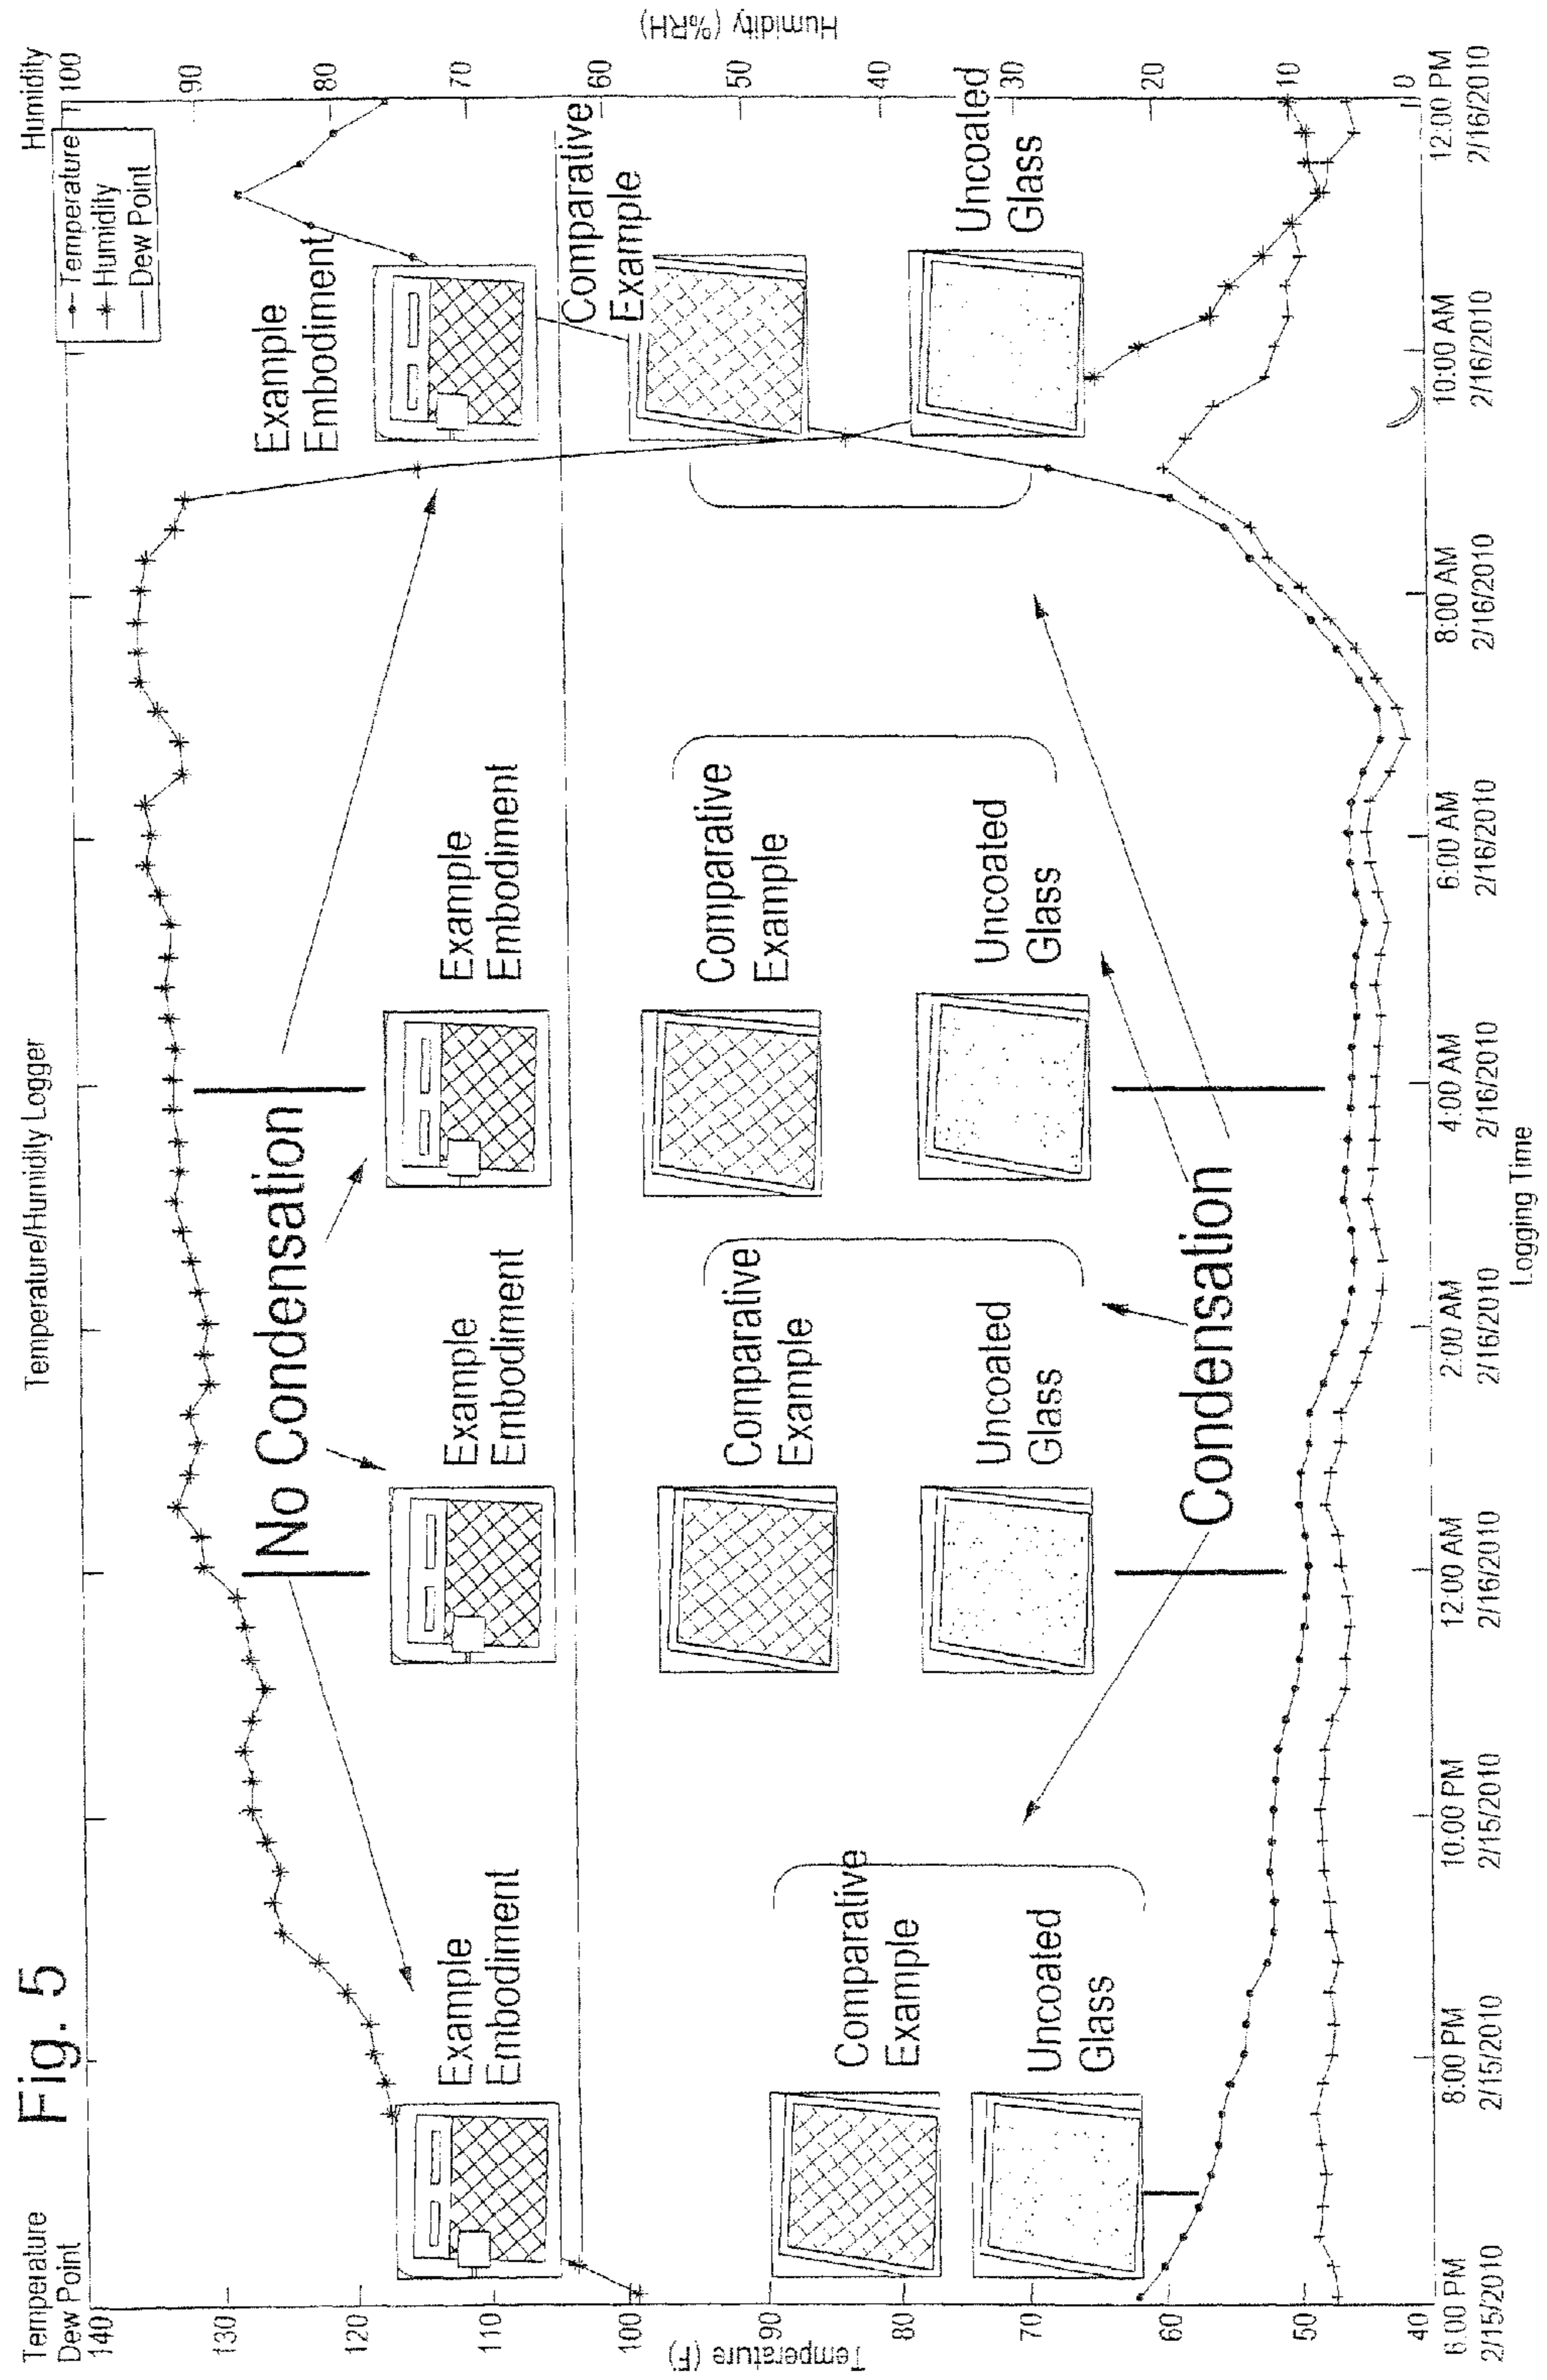 Fig. 5
Temperature/Humidity Logger
Temperature
Dew Point
Humidity
Temperature
Humidity
Dew Point
140
130
120
110
100
90
80
70
60
50
40
Temperature (F)
100
90
80
70
60
50
40
30
20
10
0
Humidity (%RH)
No Condensation
Example
Embodiment
Example
Embodiment
Example
Embodiment
Example
Embodiment
Comparative
Example
Comparative
Example
Comparative
Example
Comparative
Example
Uncoated
Glass
Uncoated
Glass
Uncoated
Glass
Uncoated
Glass
Condensation
6:00 PM
2/15/2010
8:00 PM
2/15/2010
10:00 PM
2/15/2010
12:00 AM
2/16/2010
2:00 AM
2/16/2010
4:00 AM
2/16/2010
6:00 AM
2/16/2010
8:00 AM
2/16/2010
10:00 AM
2/16/2010
12:00 PM
2/16/2010
Logging Time